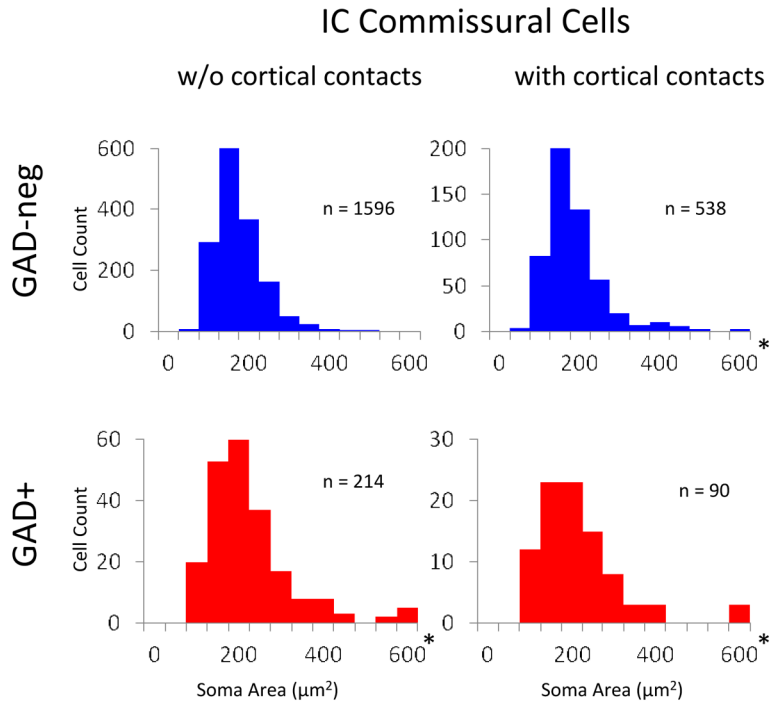 IC Commissural Cells
w/o cortical contacts
with cortical contacts
GAD-neg
Cell Count
600
400
200
0
n = 1596
0 200 400 600
200
150
100
50
0
n = 538
0 200 400 600 *
GAD+
Cell Count
60
40
20
0
n = 214
0 200 400 600 *
Soma Area (µm²)
30
20
10
0
n = 90
0 200 400 600 *
Soma Area (µm²)